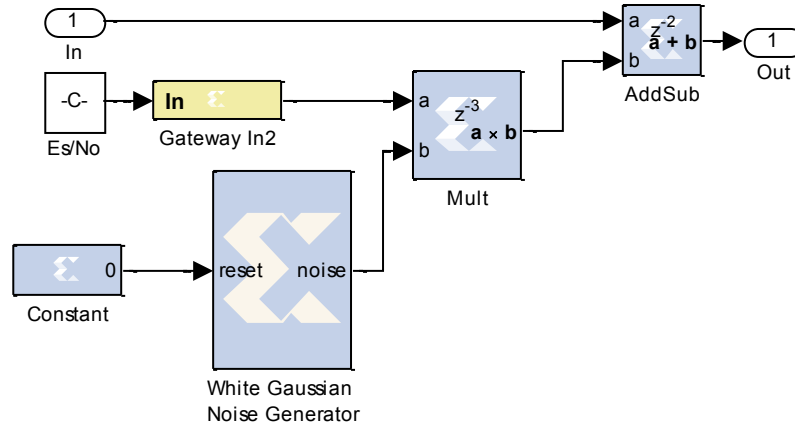 1
In
-C-
Es/No
In
Gateway In2
a
b
z-3
a × b
Mult
a
b
z-2
a + b
AddSub
1
Out
0
Constant
reset
noise
White Gaussian
Noise Generator